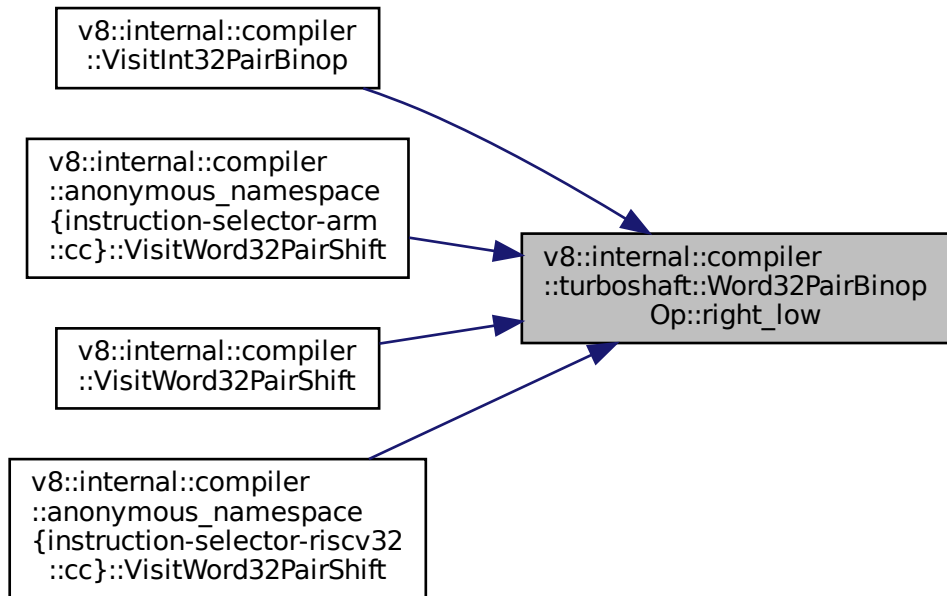 v8::internal::compiler
::VisitInt32PairBinop
v8::internal::compiler
::anonymous_namespace
{instruction-selector-arm
::cc}::VisitWord32PairShift
v8::internal::compiler
::turboshaft::Word32PairBinop
Op::right_low
v8::internal::compiler
::VisitWord32PairShift
v8::internal::compiler
::anonymous_namespace
{instruction-selector-riscv32
::cc}::VisitWord32PairShift